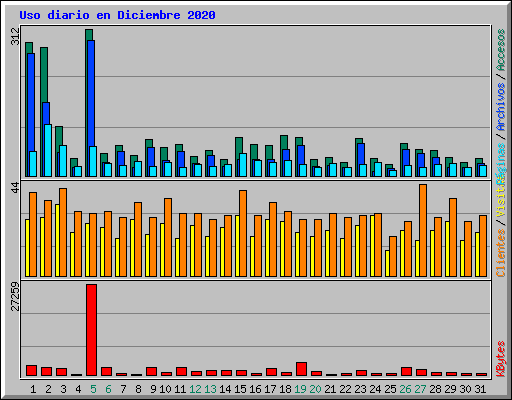 Uso diario en Diciembre 2020
312
Clientes / Visitas
Páginas / Archivos / Accesos
44
27259
KBytes
1 2 3 4 5 6 7 8 9 10 11 12 13 14 15 16 17 18 19 20 21 22 23 24 25 26 27 28 29 30 31